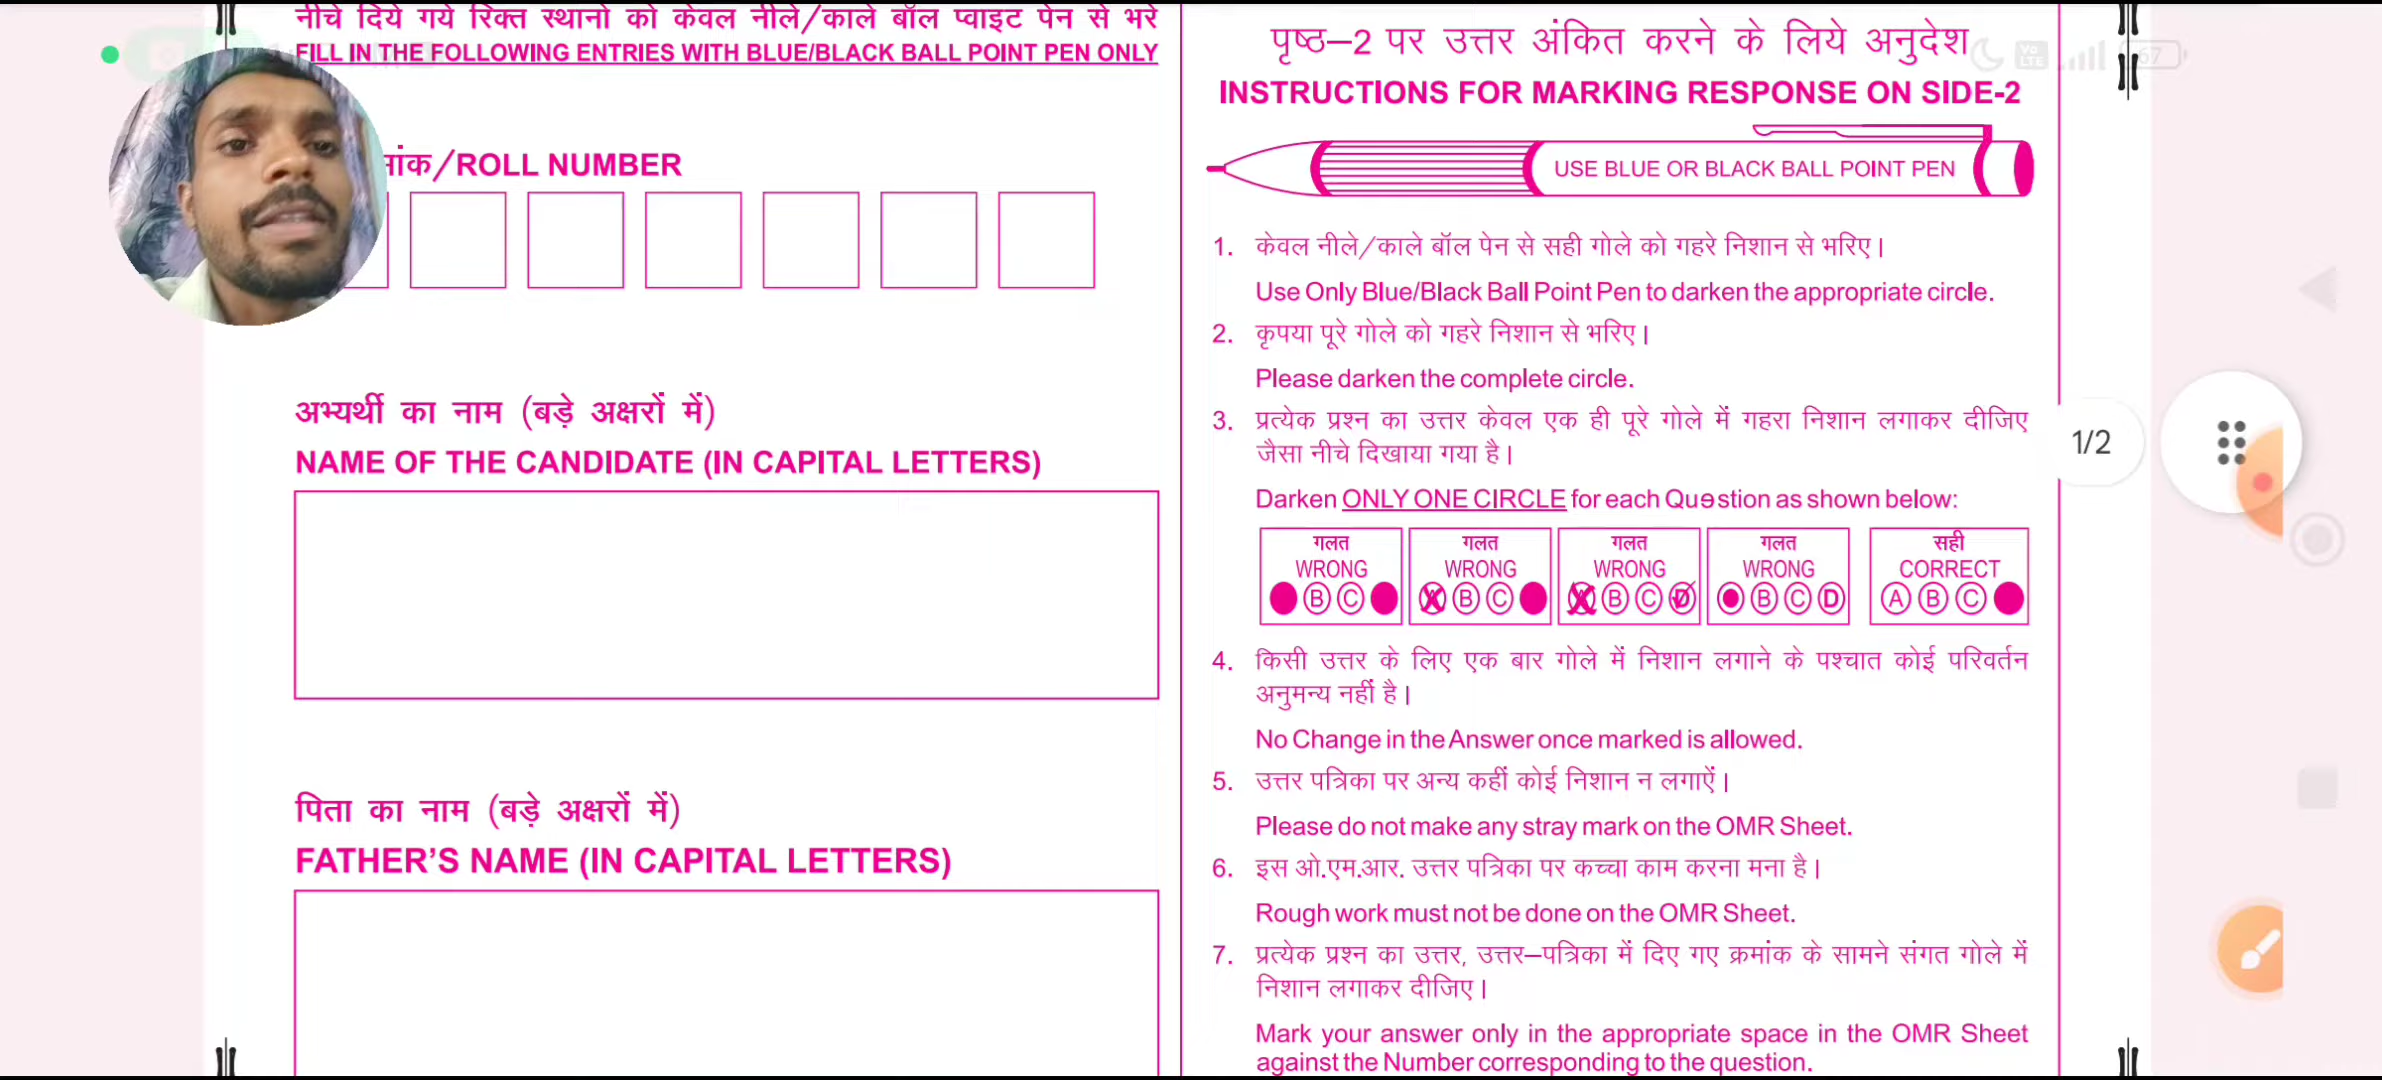 नीचे दिये गये रिक्त स्थानों को केवल नीले/काले बॉल प्वाइट पेन से भरें
FILL IN THE FOLLOWING ENTRIES WITH BLUE/BLACK BALL POINT PEN ONLY
/ROLL NUMBER
अभ्यर्थी का नाम (बड़े अक्षरों में)
NAME OF THE CANDIDATE (IN CAPITAL LETTERS)
पिता का नाम (बड़े अक्षरों में)
FATHER'S NAME (IN CAPITAL LETTERS)
पृष्ठ–2 पर उत्तर अंकित करने के लिये अनुदेश
INSTRUCTIONS FOR MARKING RESPONSE ON SIDE-2
USE BLUE OR BLACK BALL POINT PEN
1. केवल नीले/काले बॉल पेन से सही गोले को गहरे निशान से भरिए।
Use Only Blue/Black Ball Point Pen to darken the appropriate circle.
2. कृपया पूरे गोले को गहरे निशान से भरिए।
Please darken the complete circle.
3. प्रत्येक प्रश्न का उत्तर केवल एक ही पूरे गोले में गहरा निशान लगाकर दीजिए
जैसा नीचे दिखाया गया है।
Darken ONLY ONE CIRCLE for each Question as shown below:
गलत गलत गलत गलत सही
WRONG WRONG WRONG WRONG CORRECT
B C A B C A B C D B C D A B C
4. किसी उत्तर के लिए एक बार गोले में निशान लगाने के पश्चात कोई परिवर्तन
अनुमन्य नहीं है।
No Change in the Answer once marked is allowed.
5. उत्तर पत्रिका पर अन्य कहीं कोई निशान न लगाऐं।
Please do not make any stray mark on the OMR Sheet.
6. इस ओ.एम.आर. उत्तर पत्रिका पर कच्चा काम करना मना है।
Rough work must not be done on the OMR Sheet.
7. प्रत्येक प्रश्न का उत्तर, उत्तर–पत्रिका में दिए गए क्रमांक के सामने संगत गोले में
निशान लगाकर दीजिए।
Mark your answer only in the appropriate space in the OMR Sheet
against the Number corresponding to the question.
1/2
Vo
LTE
67